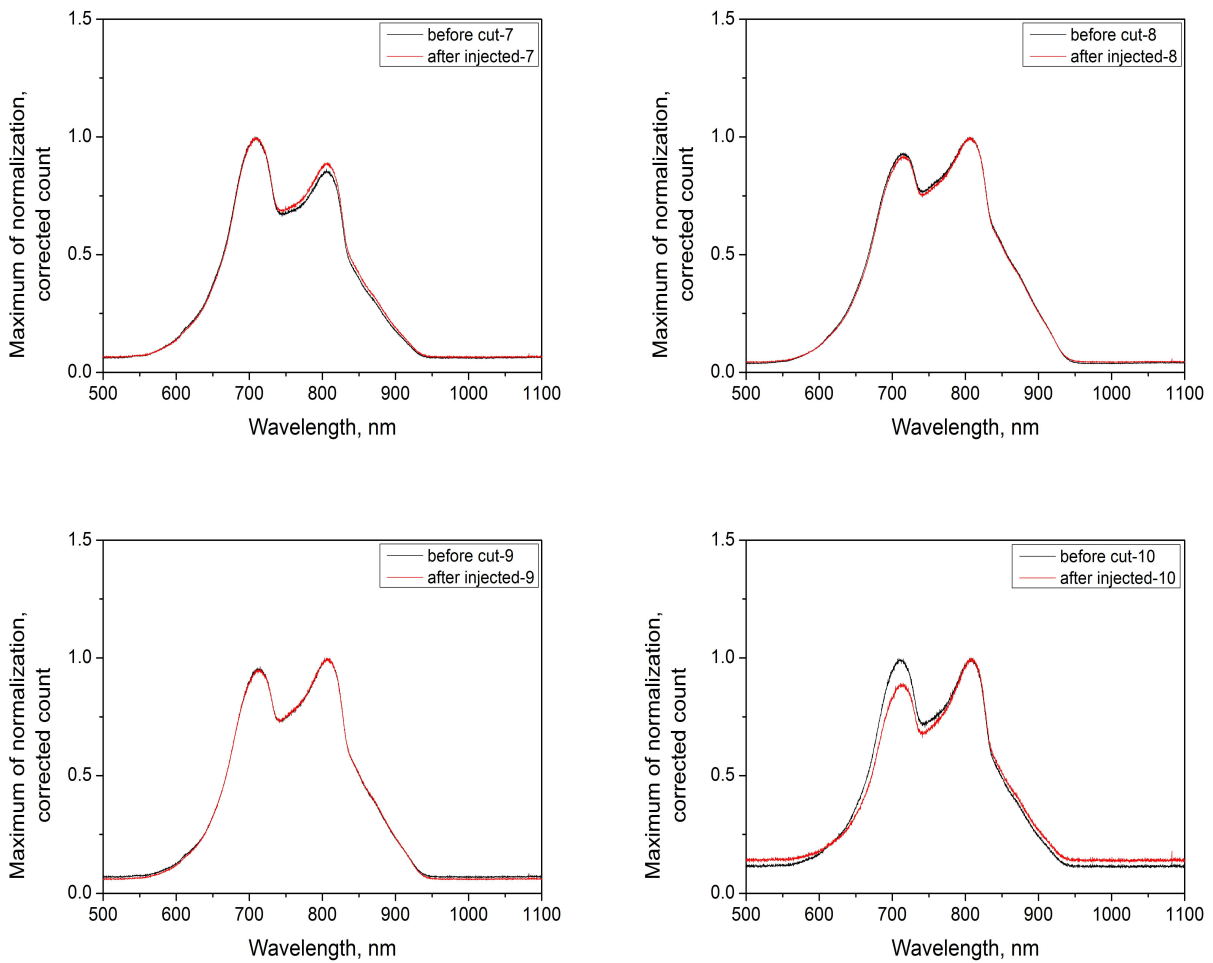 before cut-7
after injected-7
Maximum of normalization,
corrected count
1.5
1.0
0.5
0.0
500 600 700 800 900 1000 1100
Wavelength, nm
before cut-8
after injected-8
Maximum of normalization,
corrected count
1.5
1.0
0.5
0.0
500 600 700 800 900 1000 1100
Wavelength, nm
before cut-9
after injected-9
Maximum of normalization,
corrected count
1.5
1.0
0.5
0.0
500 600 700 800 900 1000 1100
Wavelength, nm
before cut-10
after injected-10
Maximum of normalization,
corrected count
1.5
1.0
0.5
0.0
500 600 700 800 900 1000 1100
Wavelength, nm